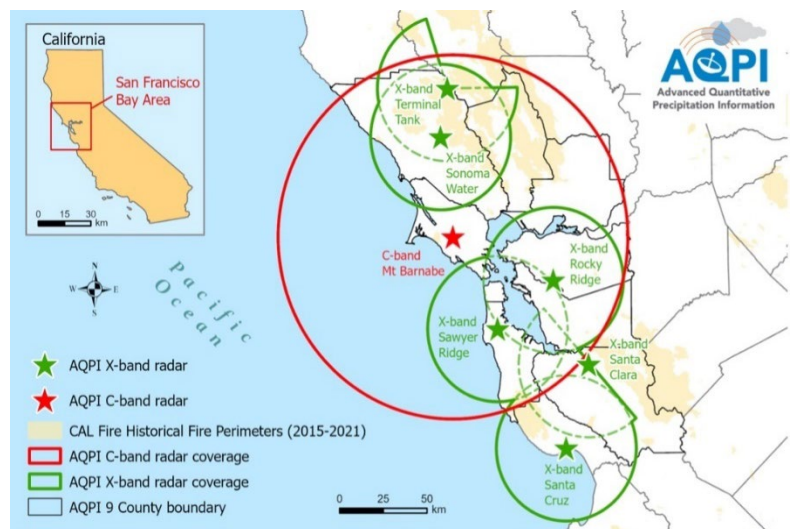 California
San Francisco
Bay Area
0 15 30
km
AQPI
Advanced Quantitative
Precipitation Information
X-band
Terminal
Tank
X-band
Sonoma
Water
C-band
Mt Barnabe
X-band
Rocky
Ridge
X-band
Sawyer
Ridge
X-band
Santa
Clara
X-band
Santa
Cruz
N
W E
S
Pacific
Ocean
AQPI X-band radar
AQPI C-band radar
CAL Fire Historical Fire Perimeters (2015-2021)
AQPI C-band radar coverage
AQPI X-band radar coverage
AQPI 9 County boundary
0 25 50
km